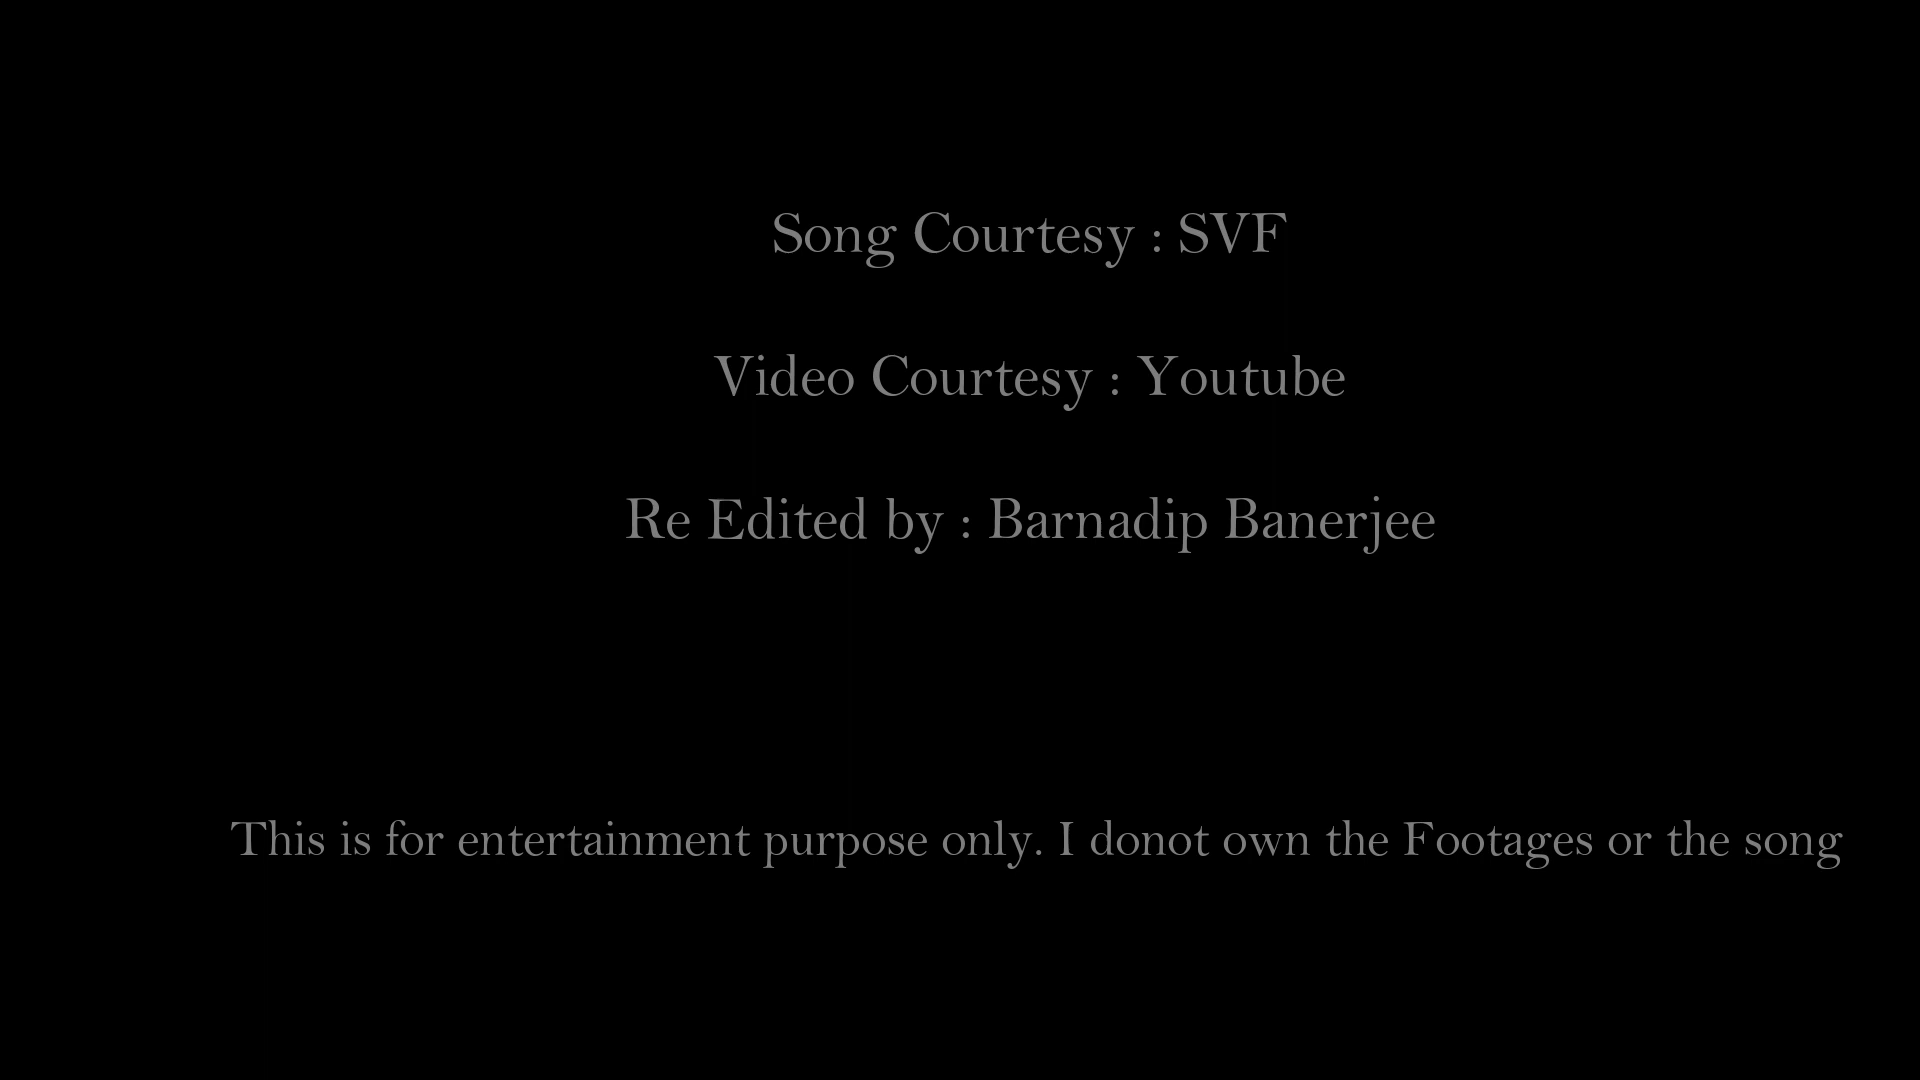 Song Courtesy : SVF
Video Courtesy : Youtube
Re Edited by : Barnadip Banerjee
This is for entertainment purpose only. I donot own the Footages or the song